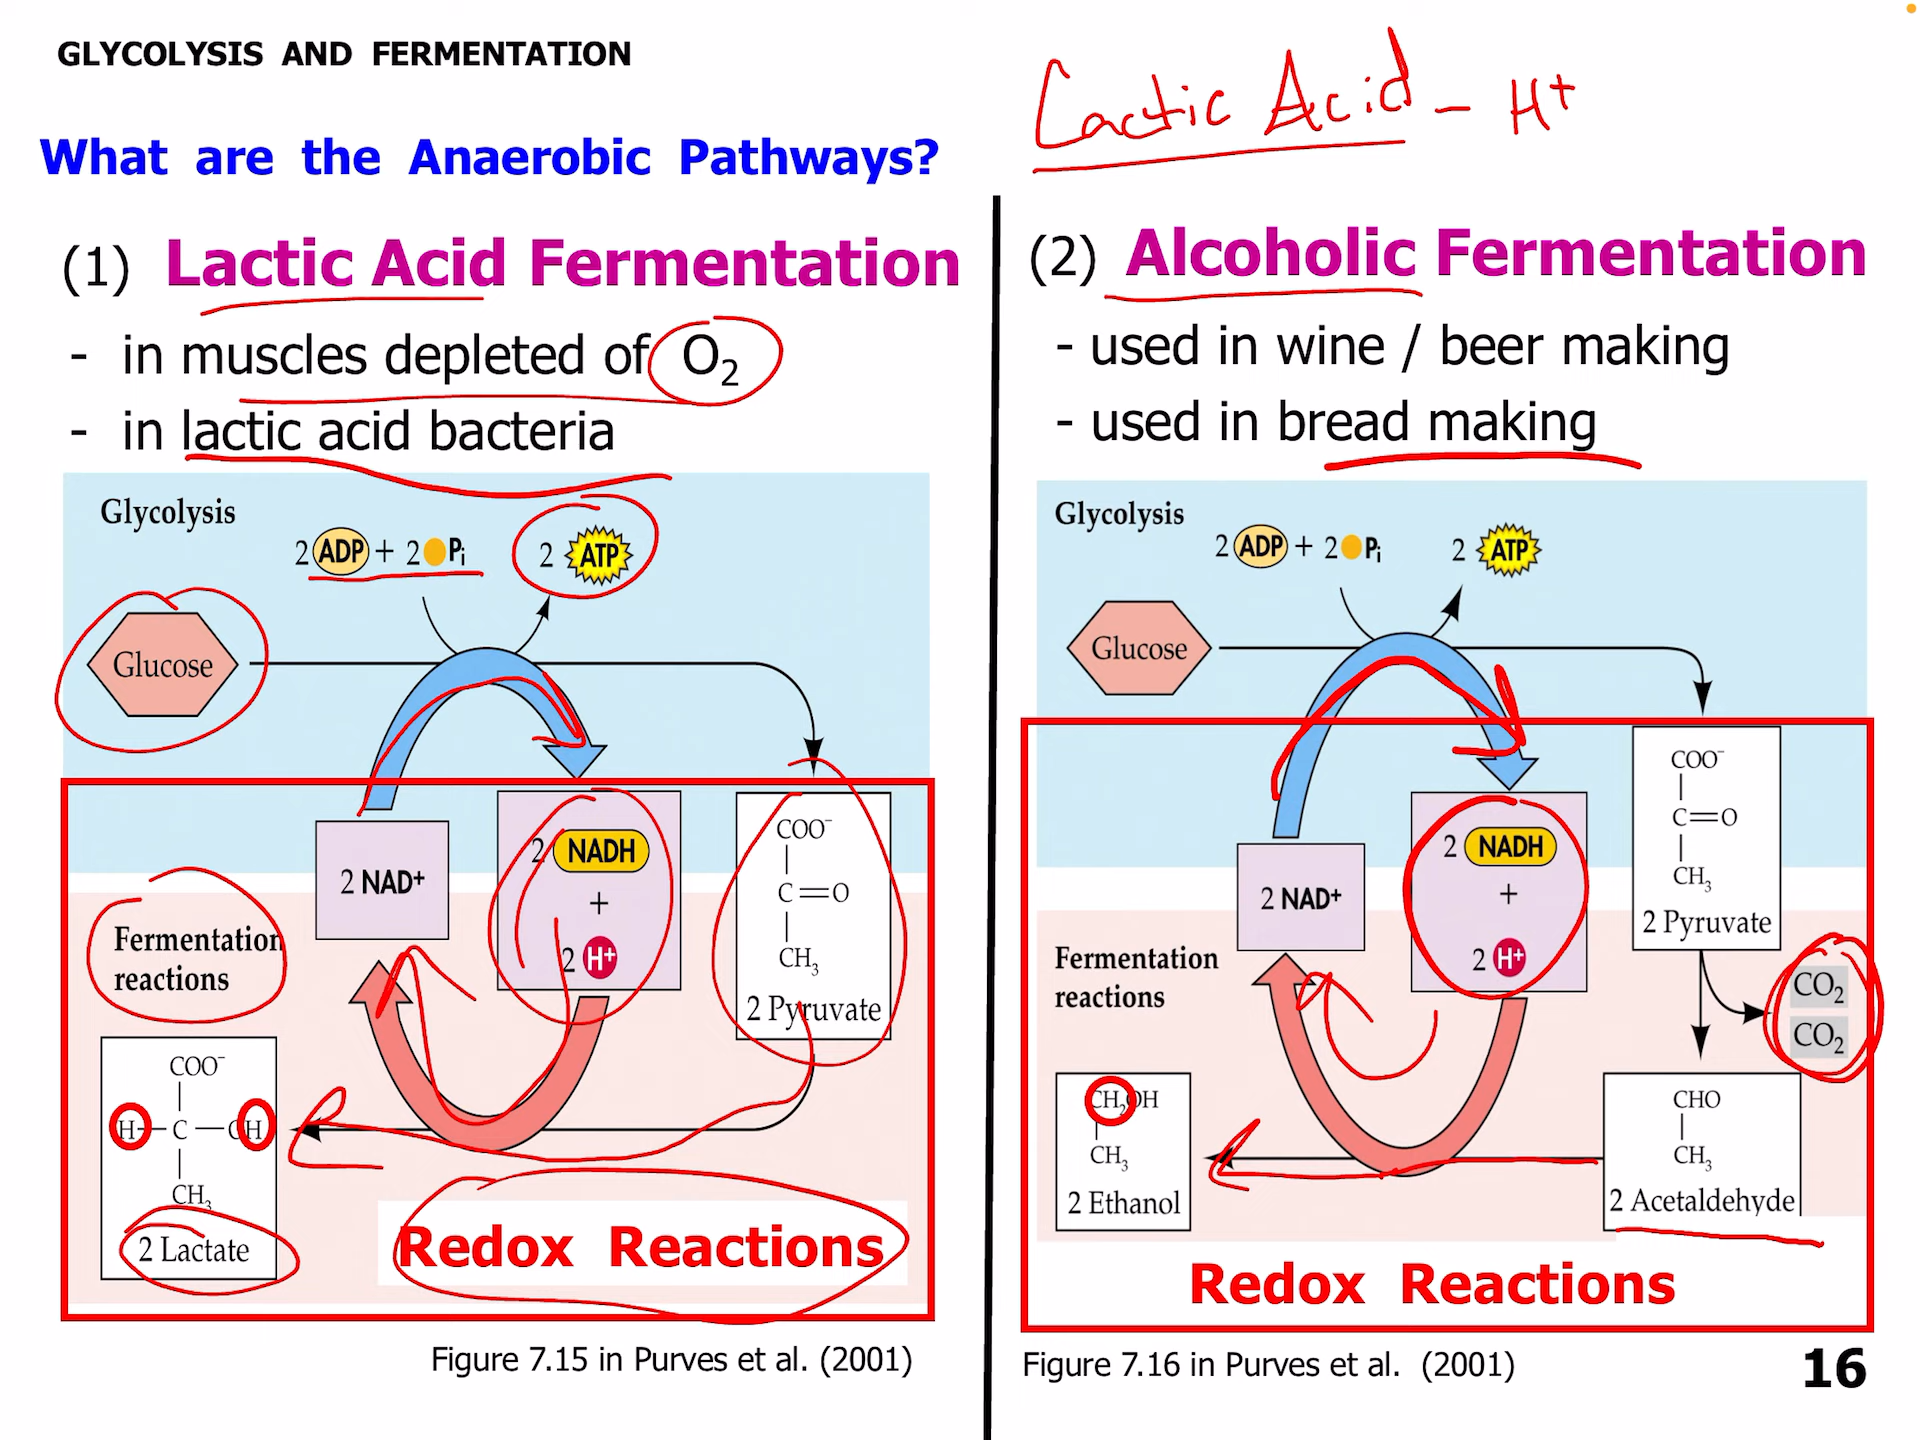 GLYCOLYSIS AND FERMENTATION
Lactic Acid - H+
What are the Anaerobic Pathways?
(1) Lactic Acid Fermentation
- in muscles depleted of O2
- in lactic acid bacteria
Glycolysis
2 ADP + 2 Pi
2 ATP
Glucose
2 NAD+
2 NADH
+
2 H+
COO⁻
C=O
CH3
2 Pyruvate
Fermentation
reactions
COO⁻
H-C-OH
CH3
2 Lactate
Redox Reactions
Figure 7.15 in Purves et al. (2001)
(2) Alcoholic Fermentation
- used in wine / beer making
- used in bread making
Glycolysis
2 ADP + 2 Pi
2 ATP
Glucose
2 NAD+
2 NADH
+
2 H+
COO⁻
C=O
CH3
2 Pyruvate
CO2
CO2
Fermentation
reactions
CH2OH
CH3
2 Ethanol
CHO
CH3
2 Acetaldehyde
Redox Reactions
Figure 7.16 in Purves et al. (2001)
16